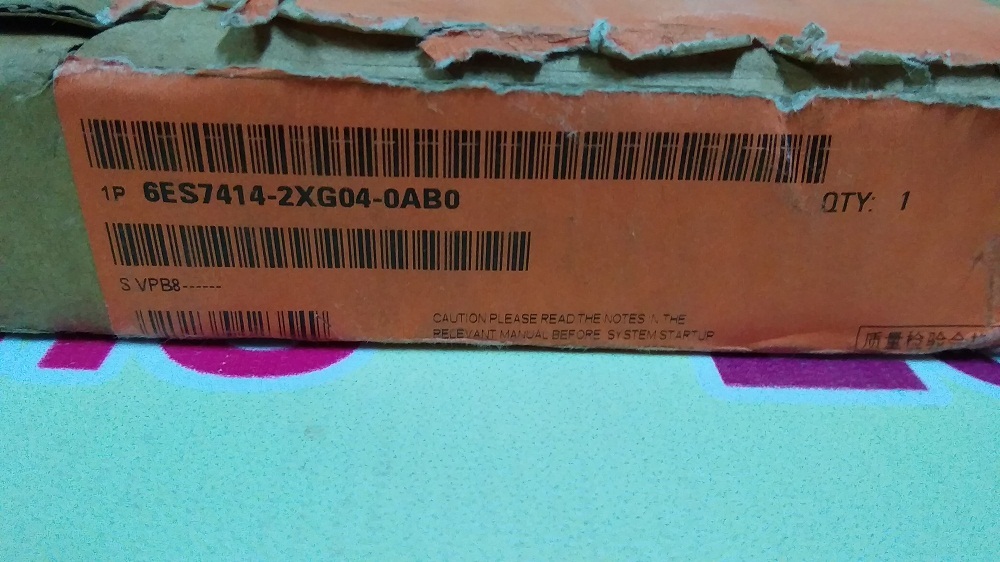 1P 6ES7414-2XG04-0AB0
QTY: 1
S VPB8------
CAUTION PLEASE READ THE NOTES IN THE
RELEVANT MANUAL BEFORE SYSTEM STARTUP
质量检验合